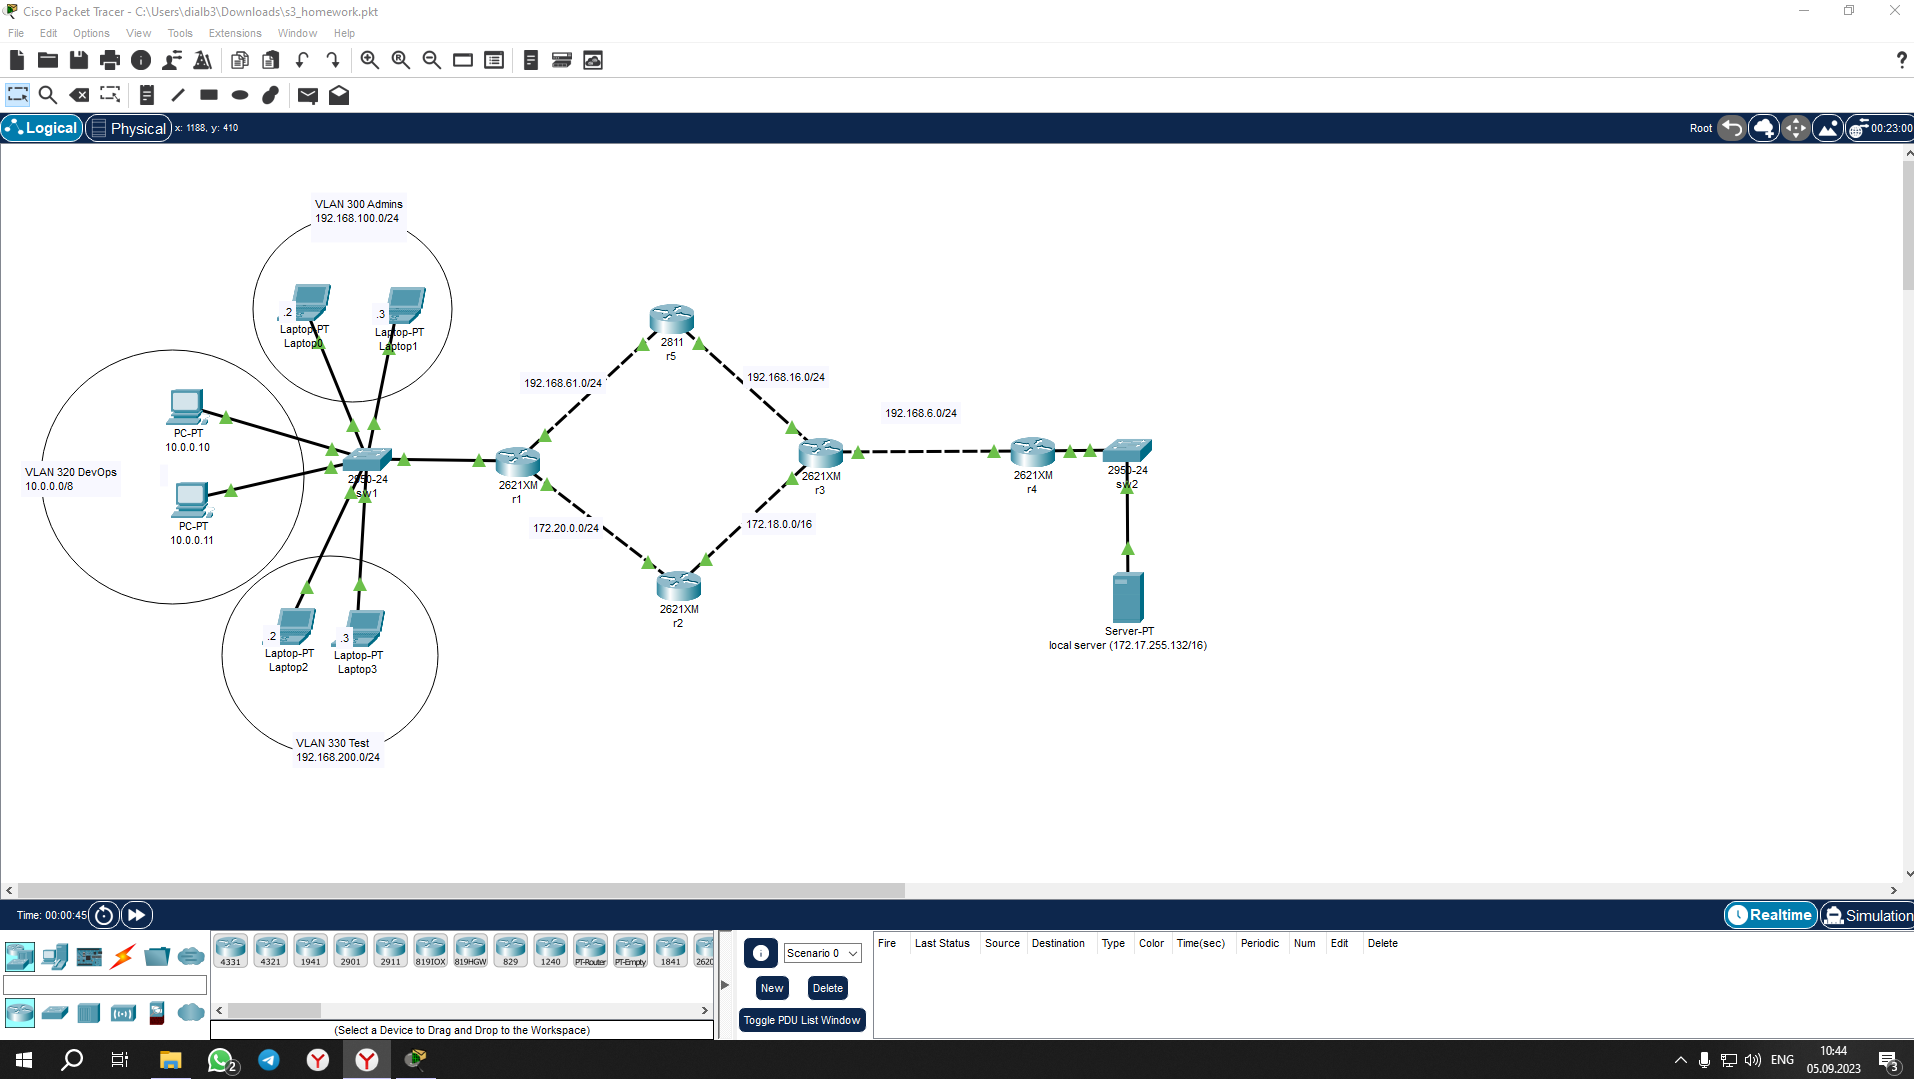 Cisco Packet Tracer - C:\Users\dialb3\Downloads\s3_homework.pkt
File Edit Options View Tools Extensions Window Help
?
Logical
Physical
x: 1188, y: 410
Root
00:23:00
VLAN 300 Admins
192.168.100.0/24
.2
Laptop-PT
Laptop0
.3
Laptop-PT
Laptop1
2811
r5
192.168.61.0/24
192.168.16.0/24
192.168.6.0/24
PC-PT
10.0.0.10
VLAN 320 DevOps
10.0.0.0/8
2950-24
sw1
2621XM
r1
2621XM
r3
2621XM
r4
2950-24
sw2
PC-PT
10.0.0.11
172.20.0.0/24
172.18.0.0/16
2621XM
r2
.2
Laptop-PT
Laptop2
.3
Laptop-PT
Laptop3
Server-PT
local server (172.17.255.132/16)
VLAN 330 Test
192.168.200.0/24
Time: 00:00:45
Realtime
Simulation
4331 4321 1941 2901 2911 819IOX 819HGW 829 1240 PT-Router PT-Empty 1841 2620
(Select a Device to Drag and Drop to the Workspace)
Scenario 0
New
Delete
Toggle PDU List Window
Fire Last Status Source Destination Type Color Time(sec) Periodic Num Edit Delete
2
ENG
10:44
05.09.2023
3